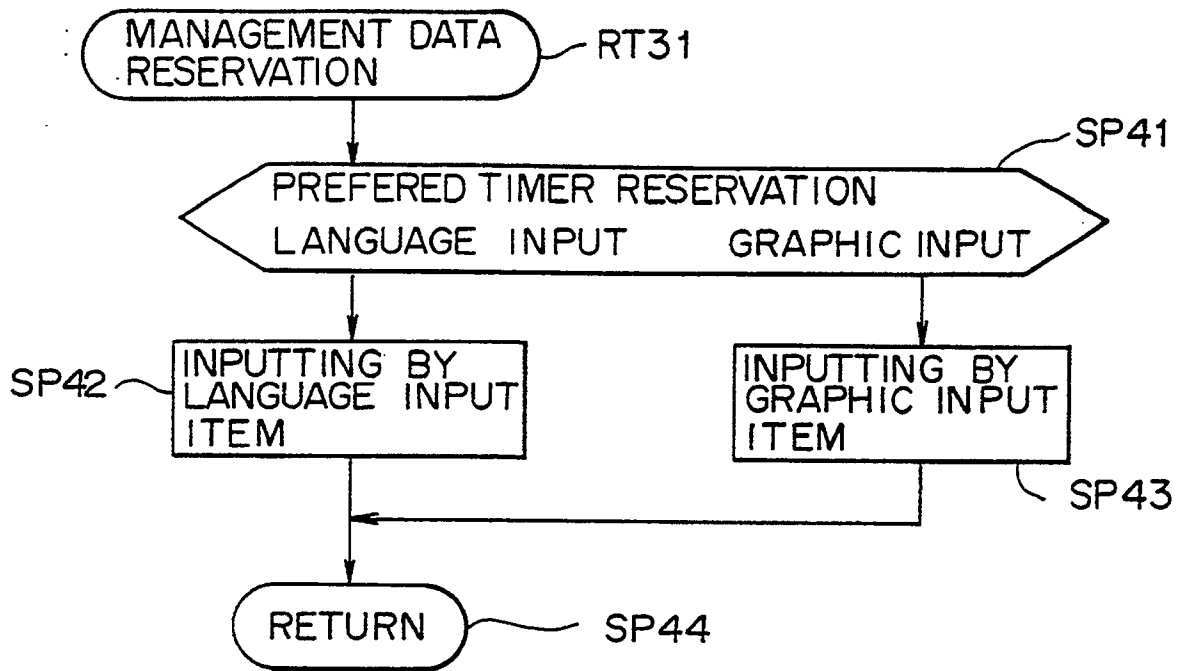 MANAGEMENT DATA
RESERVATION
RT31
SP41
PREFERED TIMER RESERVATION
LANGUAGE INPUT GRAPHIC INPUT
SP42
INPUTTING BY
LANGUAGE INPUT
ITEM
INPUTTING BY
GRAPHIC INPUT
ITEM
SP43
RETURN
SP44